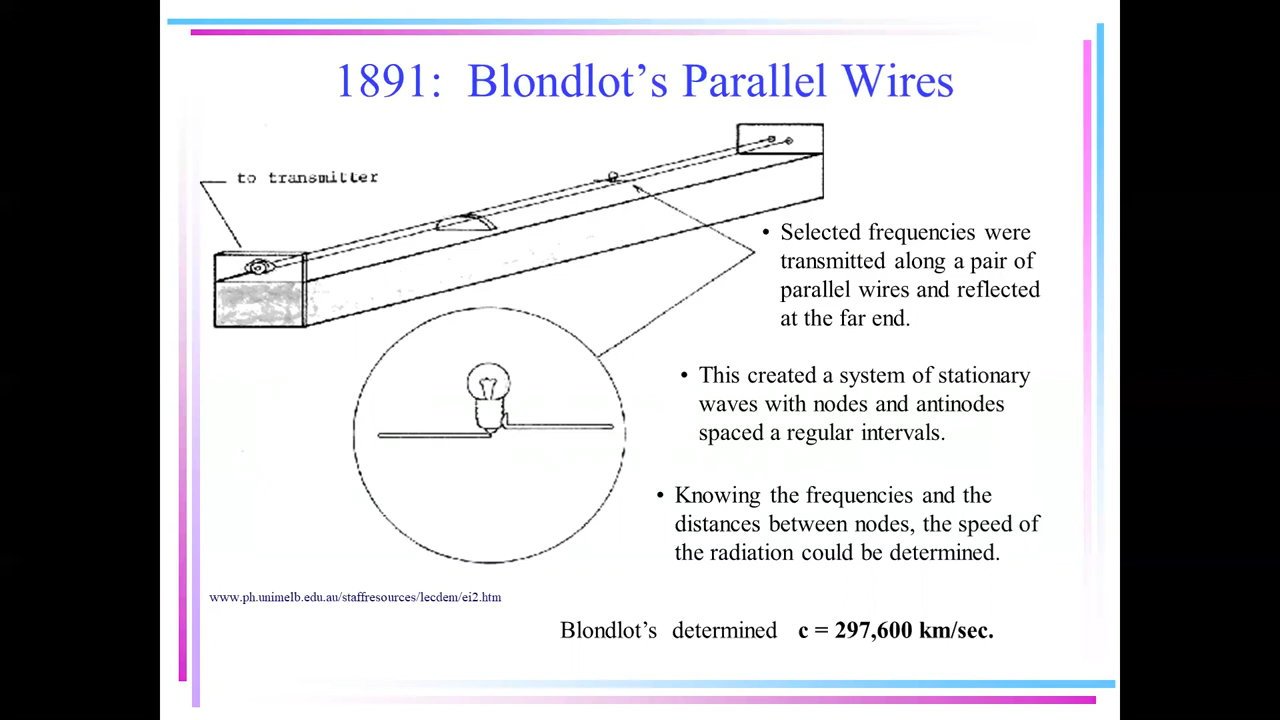 1891: Blondlot's Parallel Wires
to transmitter
• Selected frequencies were
transmitted along a pair of
parallel wires and reflected
at the far end.
• This created a system of stationary
waves with nodes and antinodes
spaced a regular intervals.
• Knowing the frequencies and the
distances between nodes, the speed of
the radiation could be determined.
www.ph.unimelb.edu.au/staffresources/lecdem/ei2.htm
Blondlot's determined c = 297,600 km/sec.